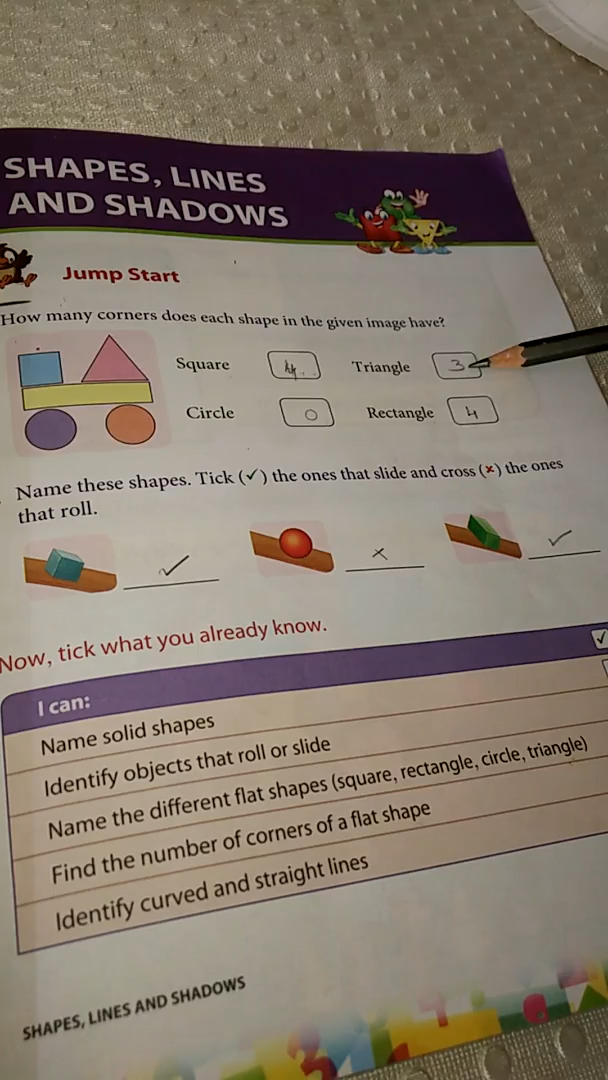 SHAPES, LINES
AND SHADOWS
Jump Start
How many corners does each shape in the given image have?
Square 4 Triangle 3
Circle 0 Rectangle 4
Name these shapes. Tick (✓) the ones that slide and cross (×) the ones
that roll.
✓ × ✓
Now, tick what you already know.
I can: ✓
Name solid shapes
Identify objects that roll or slide
Name the different flat shapes (square, rectangle, circle, triangle)
Find the number of corners of a flat shape
Identify curved and straight lines
SHAPES, LINES AND SHADOWS